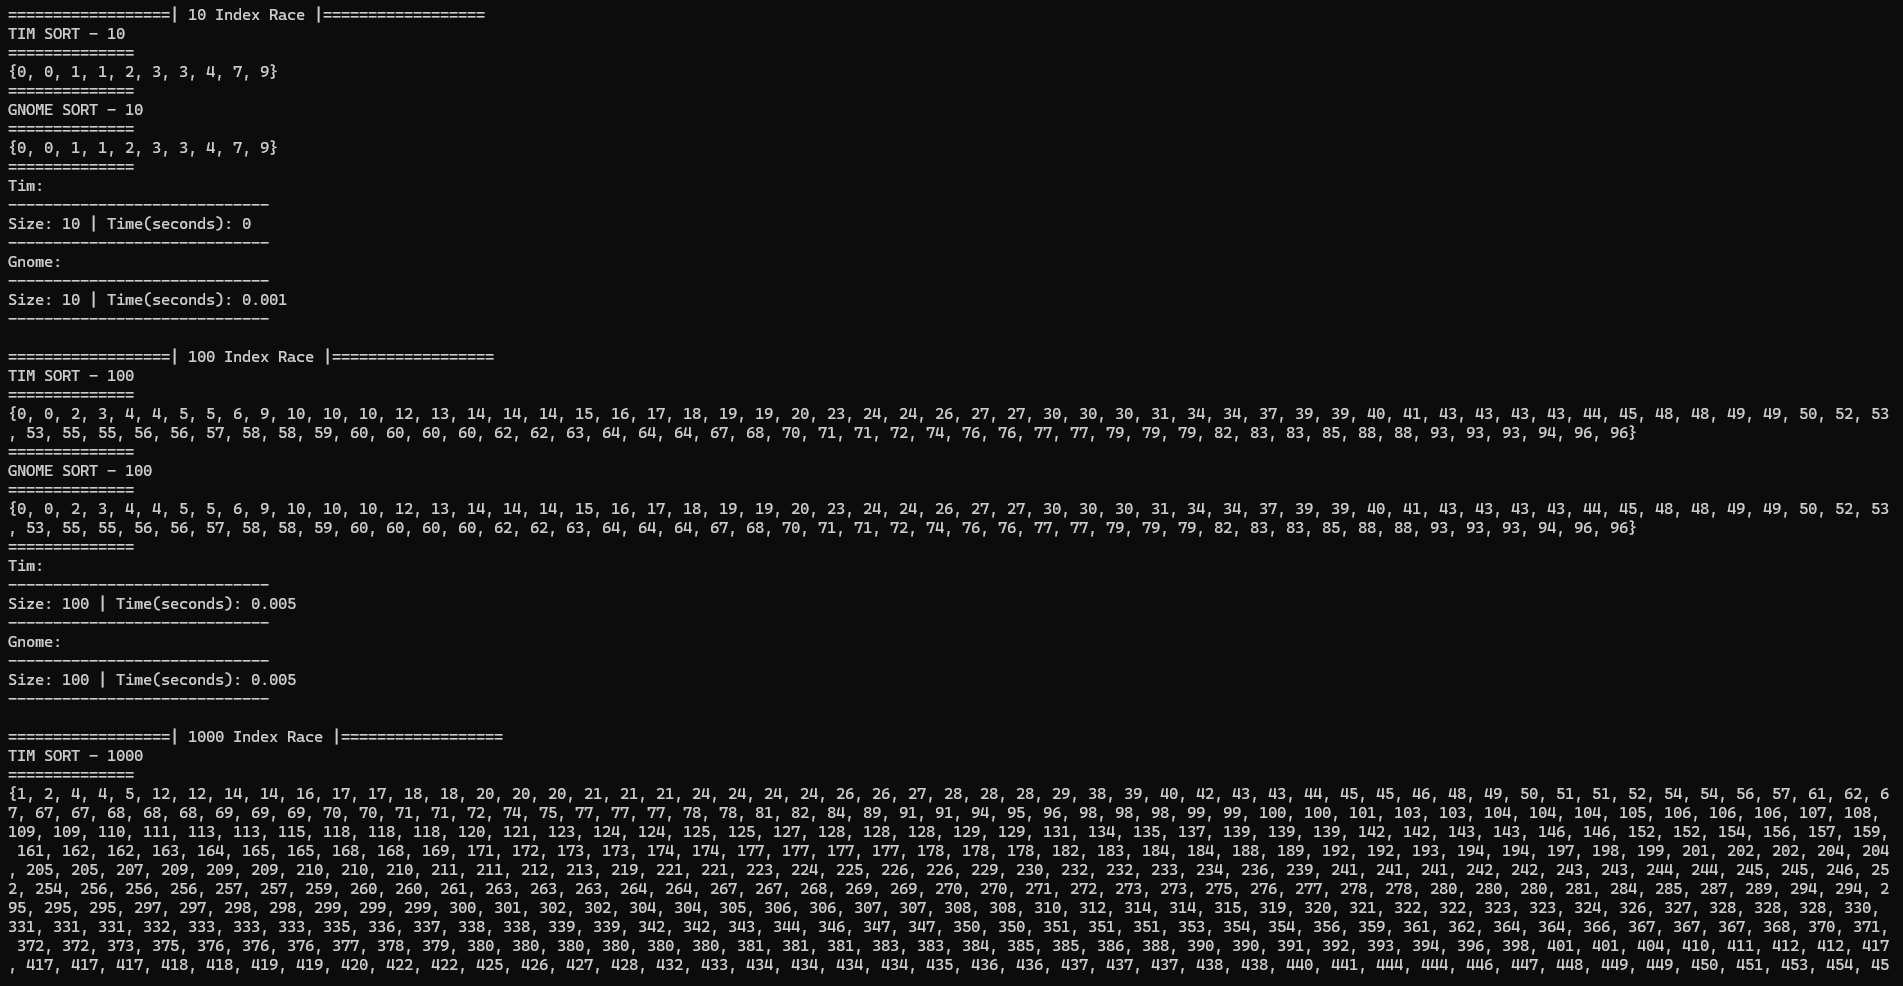 ==================| 10 Index Race |==================
TIM SORT - 10
==============
{0, 0, 1, 1, 2, 3, 3, 4, 7, 9}
==============
GNOME SORT - 10
==============
{0, 0, 1, 1, 2, 3, 3, 4, 7, 9}
==============
Tim:
-----------------------------
Size: 10 | Time(seconds): 0
-----------------------------
Gnome:
-----------------------------
Size: 10 | Time(seconds): 0.001
-----------------------------
==================| 100 Index Race |==================
TIM SORT - 100
==============
{0, 0, 2, 3, 4, 4, 5, 5, 6, 9, 10, 10, 10, 12, 13, 14, 14, 14, 15, 16, 17, 18, 19, 19, 20, 23, 24, 24, 26, 27, 27, 30, 30, 30, 31, 34, 34, 37, 39, 39, 40, 41, 43, 43, 43, 43, 44, 45, 48, 48, 49, 49, 50, 52, 53
, 53, 55, 55, 56, 56, 57, 58, 58, 59, 60, 60, 60, 60, 62, 62, 63, 64, 64, 64, 67, 68, 70, 71, 71, 72, 74, 76, 76, 77, 77, 79, 79, 79, 82, 83, 83, 85, 88, 88, 93, 93, 93, 94, 96, 96}
==============
GNOME SORT - 100
==============
{0, 0, 2, 3, 4, 4, 5, 5, 6, 9, 10, 10, 10, 12, 13, 14, 14, 14, 15, 16, 17, 18, 19, 19, 20, 23, 24, 24, 26, 27, 27, 30, 30, 30, 31, 34, 34, 37, 39, 39, 40, 41, 43, 43, 43, 43, 44, 45, 48, 48, 49, 49, 50, 52, 53
, 53, 55, 55, 56, 56, 57, 58, 58, 59, 60, 60, 60, 60, 62, 62, 63, 64, 64, 64, 67, 68, 70, 71, 71, 72, 74, 76, 76, 77, 77, 79, 79, 79, 82, 83, 83, 85, 88, 88, 93, 93, 93, 94, 96, 96}
==============
Tim:
-----------------------------
Size: 100 | Time(seconds): 0.005
-----------------------------
Gnome:
-----------------------------
Size: 100 | Time(seconds): 0.005
-----------------------------
==================| 1000 Index Race |==================
TIM SORT - 1000
==============
{1, 2, 4, 4, 5, 12, 12, 14, 14, 16, 17, 17, 18, 18, 20, 20, 20, 21, 21, 21, 24, 24, 24, 24, 26, 26, 27, 28, 28, 28, 29, 38, 39, 40, 42, 43, 43, 44, 45, 45, 46, 48, 49, 50, 51, 51, 52, 54, 54, 56, 57, 61, 62, 6
7, 67, 67, 68, 68, 68, 69, 69, 69, 70, 70, 71, 71, 72, 74, 75, 77, 77, 77, 78, 78, 81, 82, 84, 89, 91, 91, 94, 95, 96, 98, 98, 98, 99, 99, 100, 100, 101, 103, 103, 104, 104, 104, 105, 106, 106, 106, 107, 108,
109, 109, 110, 111, 113, 113, 115, 118, 118, 118, 120, 121, 123, 124, 124, 125, 125, 127, 128, 128, 128, 129, 129, 131, 134, 135, 137, 139, 139, 139, 142, 142, 143, 143, 146, 146, 152, 152, 154, 156, 157, 159,
161, 162, 162, 163, 164, 165, 165, 168, 168, 169, 171, 172, 173, 173, 174, 174, 177, 177, 177, 177, 178, 178, 178, 182, 183, 184, 184, 188, 189, 192, 192, 193, 194, 194, 197, 198, 199, 201, 202, 202, 204, 204
, 205, 205, 207, 209, 209, 209, 210, 210, 210, 211, 211, 212, 213, 219, 221, 221, 223, 224, 225, 226, 226, 229, 230, 232, 232, 233, 234, 236, 239, 241, 241, 241, 242, 242, 243, 243, 244, 244, 245, 245, 246, 25
2, 254, 256, 256, 256, 257, 257, 259, 260, 260, 261, 263, 263, 263, 264, 264, 267, 267, 268, 269, 269, 270, 270, 271, 272, 273, 273, 275, 276, 277, 278, 278, 280, 280, 280, 281, 284, 285, 287, 289, 294, 294, 2
95, 295, 295, 297, 297, 298, 298, 299, 299, 299, 300, 301, 302, 302, 304, 304, 305, 306, 306, 307, 307, 308, 308, 310, 312, 314, 314, 315, 319, 320, 321, 322, 322, 323, 323, 324, 326, 327, 328, 328, 328, 330,
331, 331, 331, 332, 333, 333, 333, 335, 336, 337, 338, 338, 339, 339, 342, 342, 343, 344, 346, 347, 347, 350, 350, 351, 351, 351, 353, 354, 354, 356, 359, 361, 362, 364, 364, 366, 367, 367, 367, 368, 370, 371,
372, 372, 373, 375, 376, 376, 376, 377, 378, 379, 380, 380, 380, 380, 380, 380, 381, 381, 381, 383, 383, 384, 385, 385, 386, 388, 390, 390, 391, 392, 393, 394, 396, 398, 401, 401, 404, 410, 411, 412, 412, 417
, 417, 417, 417, 418, 418, 419, 419, 420, 422, 422, 425, 426, 427, 428, 432, 433, 434, 434, 434, 434, 435, 436, 436, 437, 437, 437, 438, 438, 440, 441, 444, 444, 446, 447, 448, 449, 449, 450, 451, 453, 454, 45